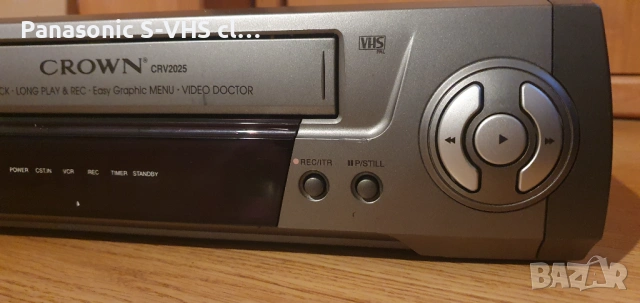 Panasonic S-VHS cl...
VHS
PAL
CROWN CRV2025
CK - LONG PLAY & REC - Easy Graphic MENU - VIDEO DOCTOR
REC/ITR P/STILL
POWER CST.IN VCR REC TIMER STANDBY
BAZAR